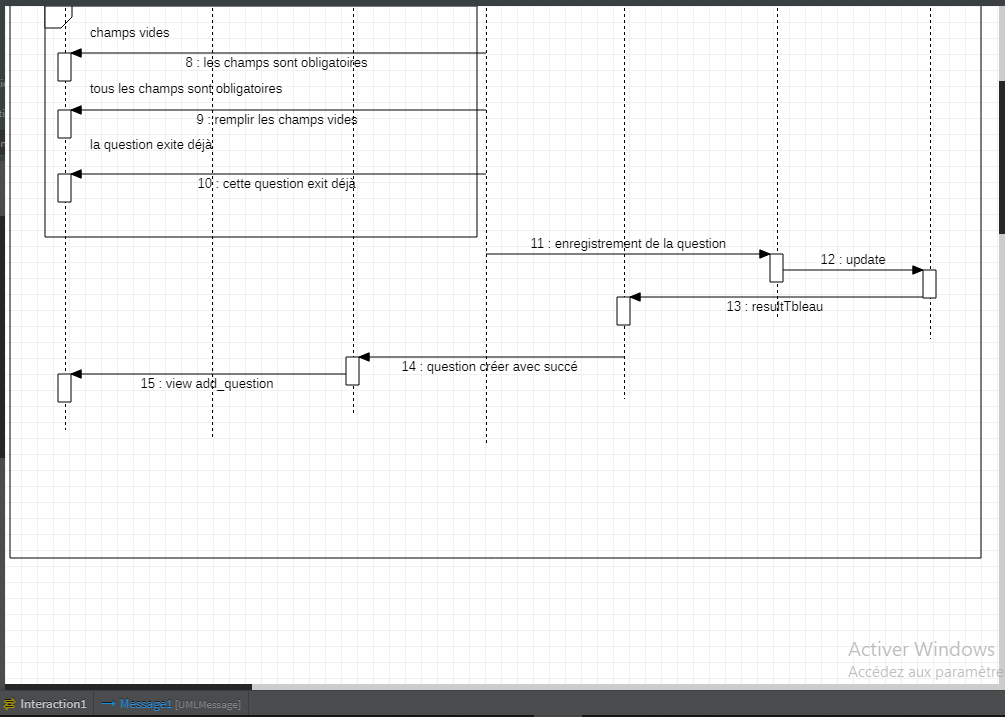 champs vides
8 : les champs sont obligatoires
tous les champs sont obligatoires
9 : remplir les champs vides
la question exite déjà
10 : cette question exit déjà
11 : enregistrement de la question
12 : update
13 : resultTbleau
14 : question créer avec succé
15 : view add_question
Activer Windows
Accédez aux paramètre
Interaction1
Message1 [UMLMessage]